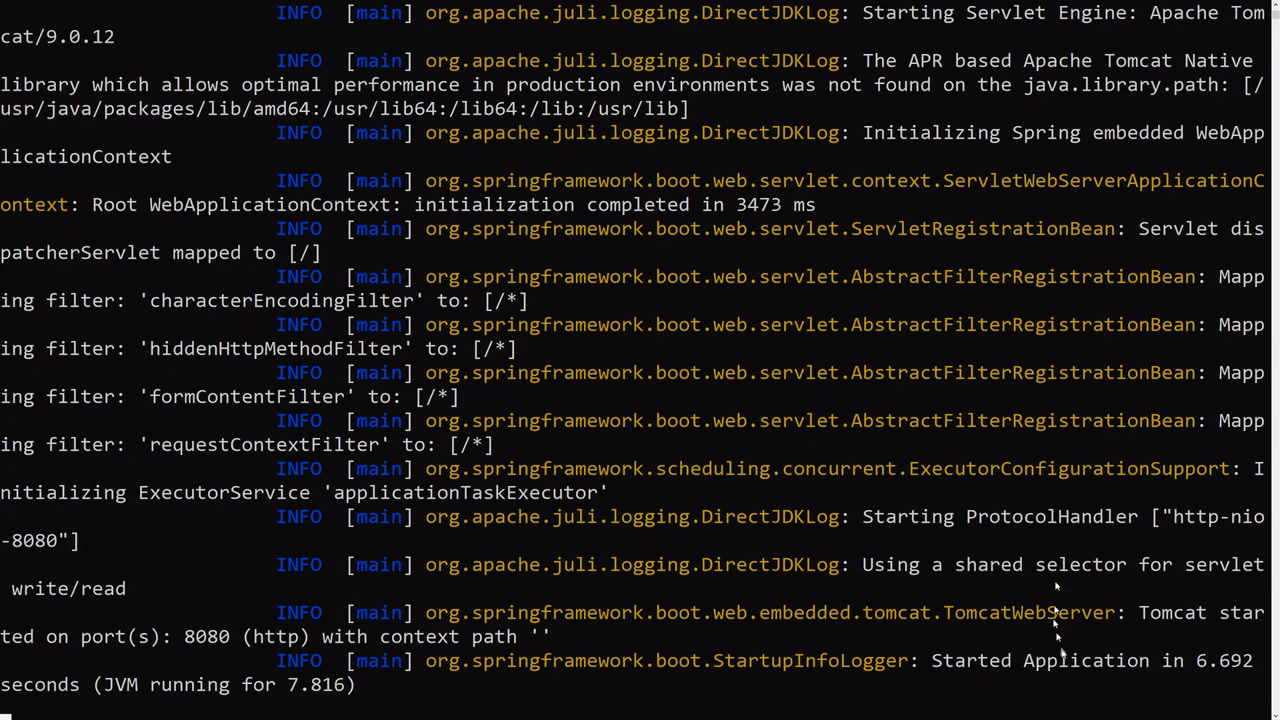 INFO [main] org.apache.juli.logging.DirectJDKLog: Starting Servlet Engine: Apache Tom
cat/9.0.12
INFO [main] org.apache.juli.logging.DirectJDKLog: The APR based Apache Tomcat Native
library which allows optimal performance in production environments was not found on the java.library.path: [/
usr/java/packages/lib/amd64:/usr/lib64:/lib64:/lib:/usr/lib]
INFO [main] org.apache.juli.logging.DirectJDKLog: Initializing Spring embedded WebApp
licationContext
INFO [main] org.springframework.boot.web.servlet.context.ServletWebServerApplicationC
ontext: Root WebApplicationContext: initialization completed in 3473 ms
INFO [main] org.springframework.boot.web.servlet.ServletRegistrationBean: Servlet dis
patcherServlet mapped to [/]
INFO [main] org.springframework.boot.web.servlet.AbstractFilterRegistrationBean: Mapp
ing filter: 'characterEncodingFilter' to: [/*]
INFO [main] org.springframework.boot.web.servlet.AbstractFilterRegistrationBean: Mapp
ing filter: 'hiddenHttpMethodFilter' to: [/*]
INFO [main] org.springframework.boot.web.servlet.AbstractFilterRegistrationBean: Mapp
ing filter: 'formContentFilter' to: [/*]
INFO [main] org.springframework.boot.web.servlet.AbstractFilterRegistrationBean: Mapp
ing filter: 'requestContextFilter' to: [/*]
INFO [main] org.springframework.scheduling.concurrent.ExecutorConfigurationSupport: I
nitializing ExecutorService 'applicationTaskExecutor'
INFO [main] org.apache.juli.logging.DirectJDKLog: Starting ProtocolHandler ["http-nio
-8080"]
INFO [main] org.apache.juli.logging.DirectJDKLog: Using a shared selector for servlet
write/read
INFO [main] org.springframework.boot.web.embedded.tomcat.TomcatWebServer: Tomcat star
ted on port(s): 8080 (http) with context path ''
INFO [main] org.springframework.boot.StartupInfoLogger: Started Application in 6.692
seconds (JVM running for 7.816)